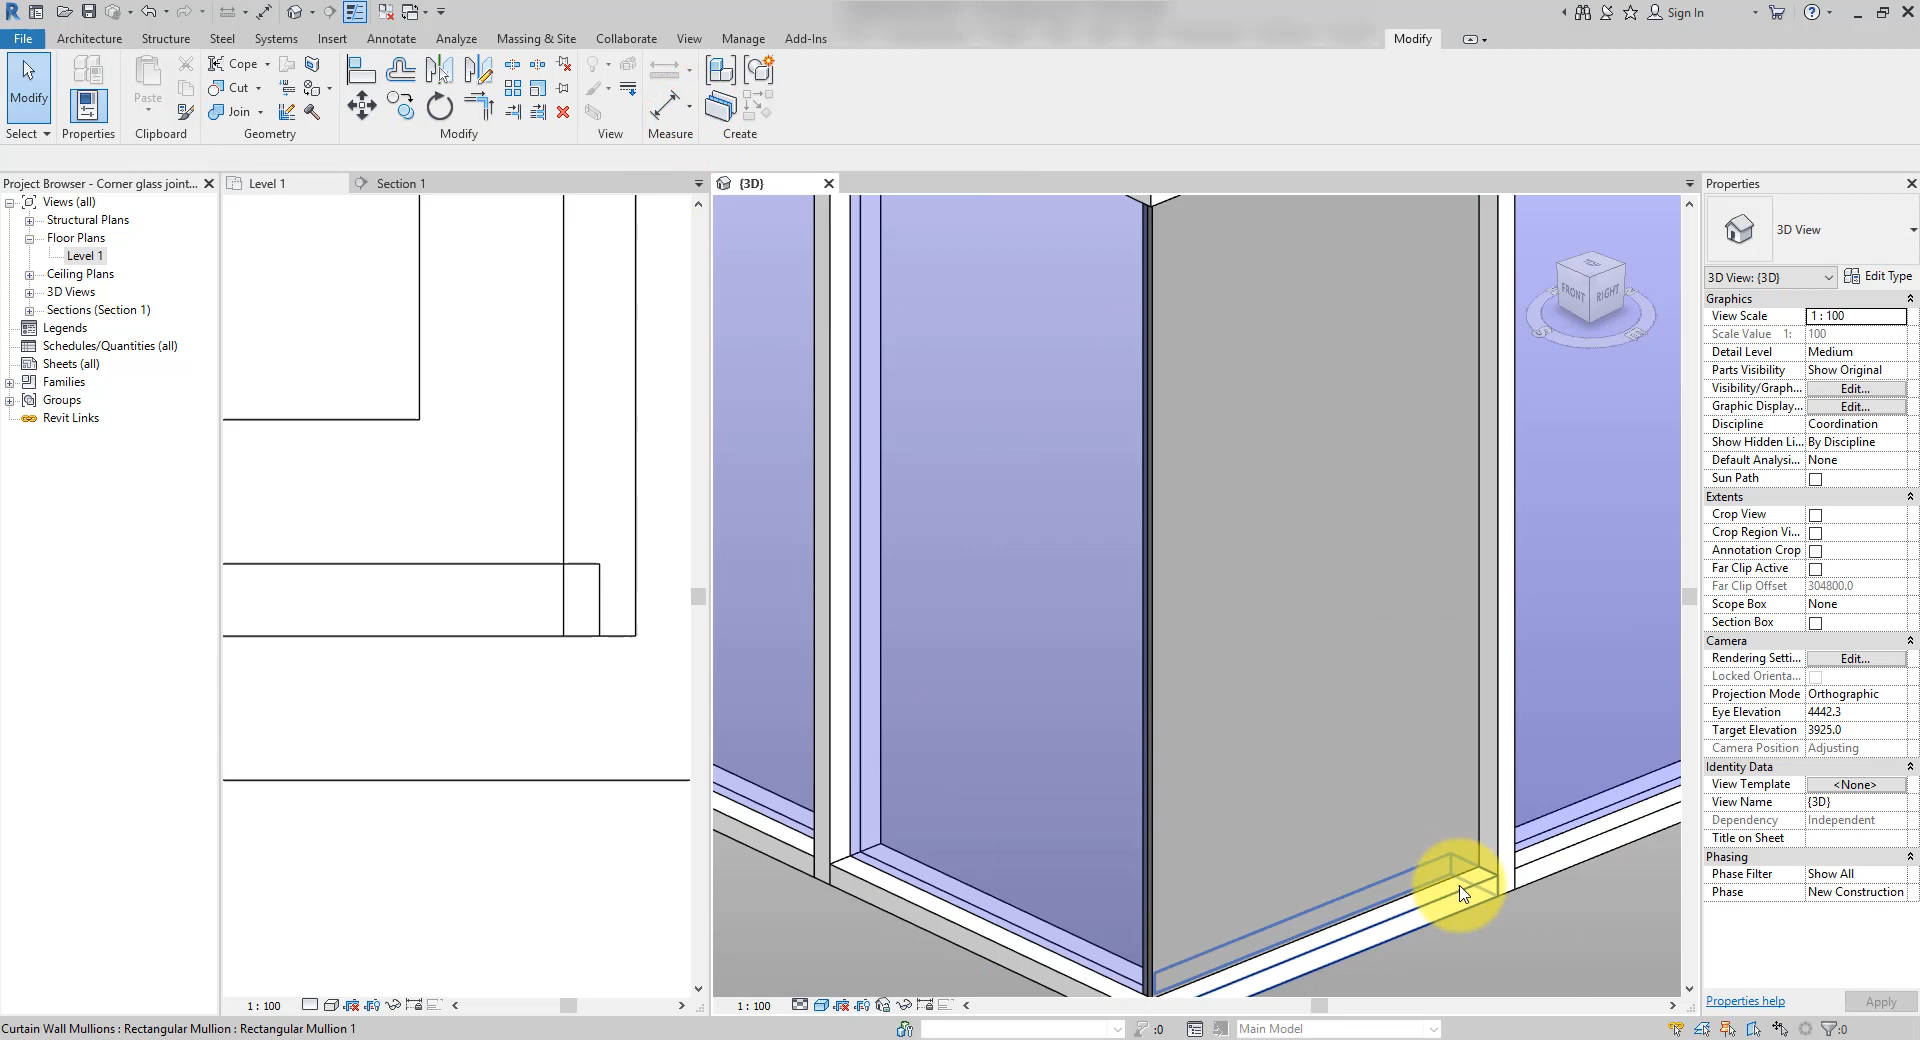 Sign In
File
Architecture
Structure
Steel
Systems
Insert
Annotate
Analyze
Massing & Site
Collaborate
View
Manage
Add-Ins
Modify
Modify
Paste
Cope
Cut
Join
Select
Properties
Clipboard
Geometry
Modify
View
Measure
Create
Project Browser - Corner glass joint...
Views (all)
Structural Plans
Floor Plans
Level 1
Ceiling Plans
3D Views
Sections (Section 1)
Legends
Schedules/Quantities (all)
Sheets (all)
Families
Groups
Revit Links
Level 1
Section 1
1 : 100
{3D}
FRONT
RIGHT
1 : 100
Properties
3D View
3D View: {3D}
Edit Type
Graphics
View Scale 1 : 100
Scale Value 1: 100
Detail Level Medium
Parts Visibility Show Original
Visibility/Graph... Edit...
Graphic Display... Edit...
Discipline Coordination
Show Hidden Li... By Discipline
Default Analysi... None
Sun Path
Extents
Crop View
Crop Region Vi...
Annotation Crop
Far Clip Active
Far Clip Offset 304800.0
Scope Box None
Section Box
Camera
Rendering Setti... Edit...
Locked Orienta...
Projection Mode Orthographic
Eye Elevation 4442.3
Target Elevation 3925.0
Camera Position Adjusting
Identity Data
View Template <None>
View Name {3D}
Dependency Independent
Title on Sheet
Phasing
Phase Filter Show All
Phase New Construction
Properties help
Apply
Curtain Wall Mullions : Rectangular Mullion : Rectangular Mullion 1
:0
Main Model
:0